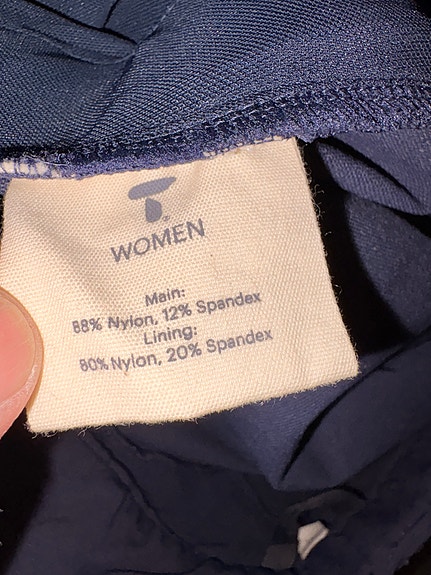 WOMEN
Main:
88% Nylon, 12% Spandex
Lining:
80% Nylon, 20% Spandex